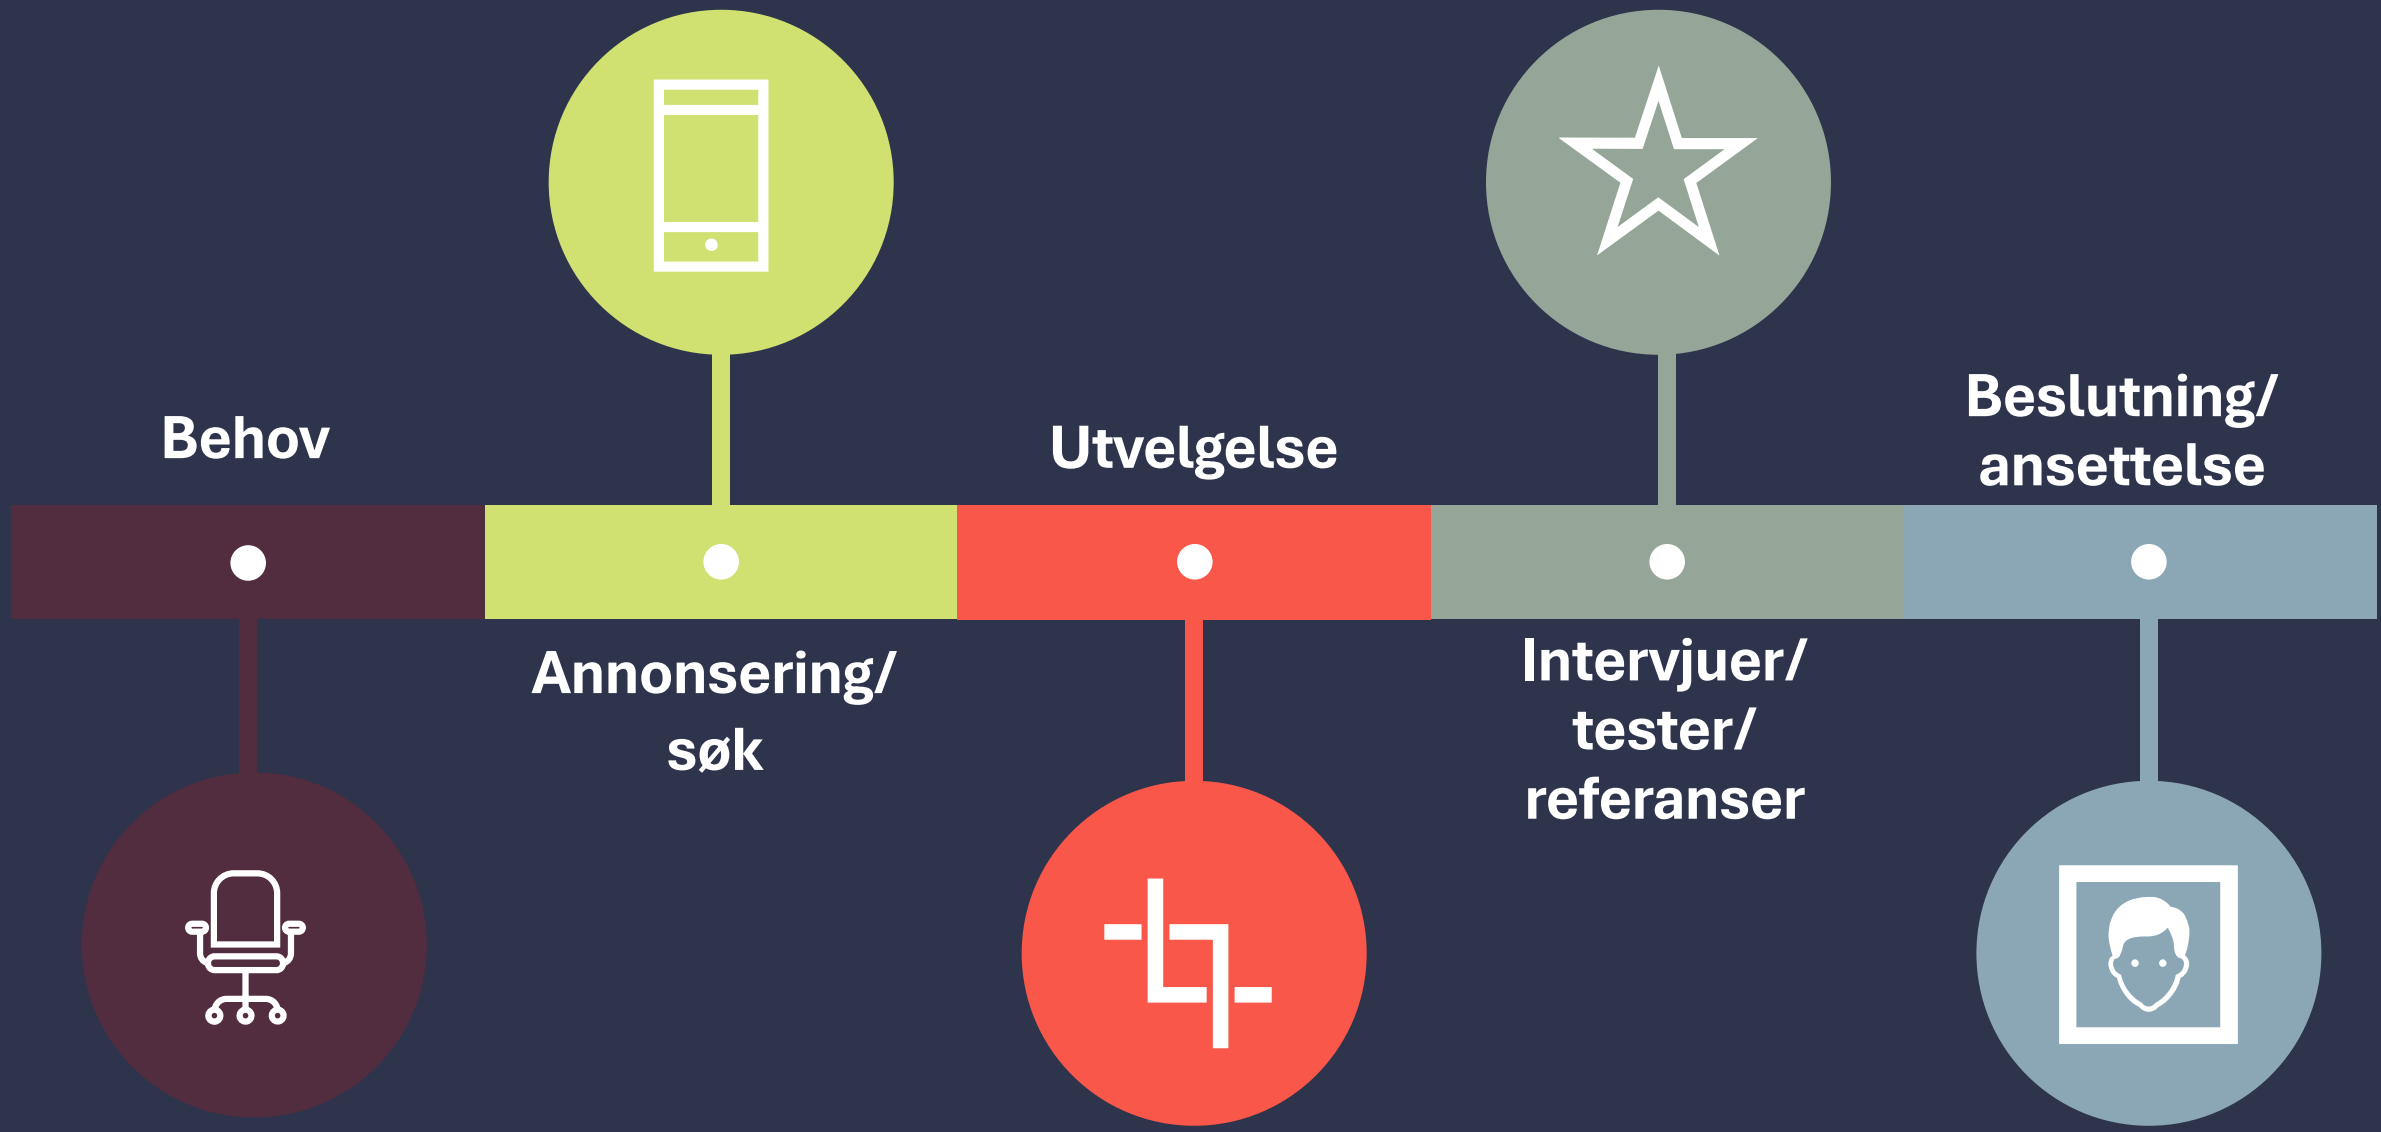 Behov
Annonsering/
søk
Utvelgelse
Intervjuer/
tester/
referanser
Beslutning/
ansettelse